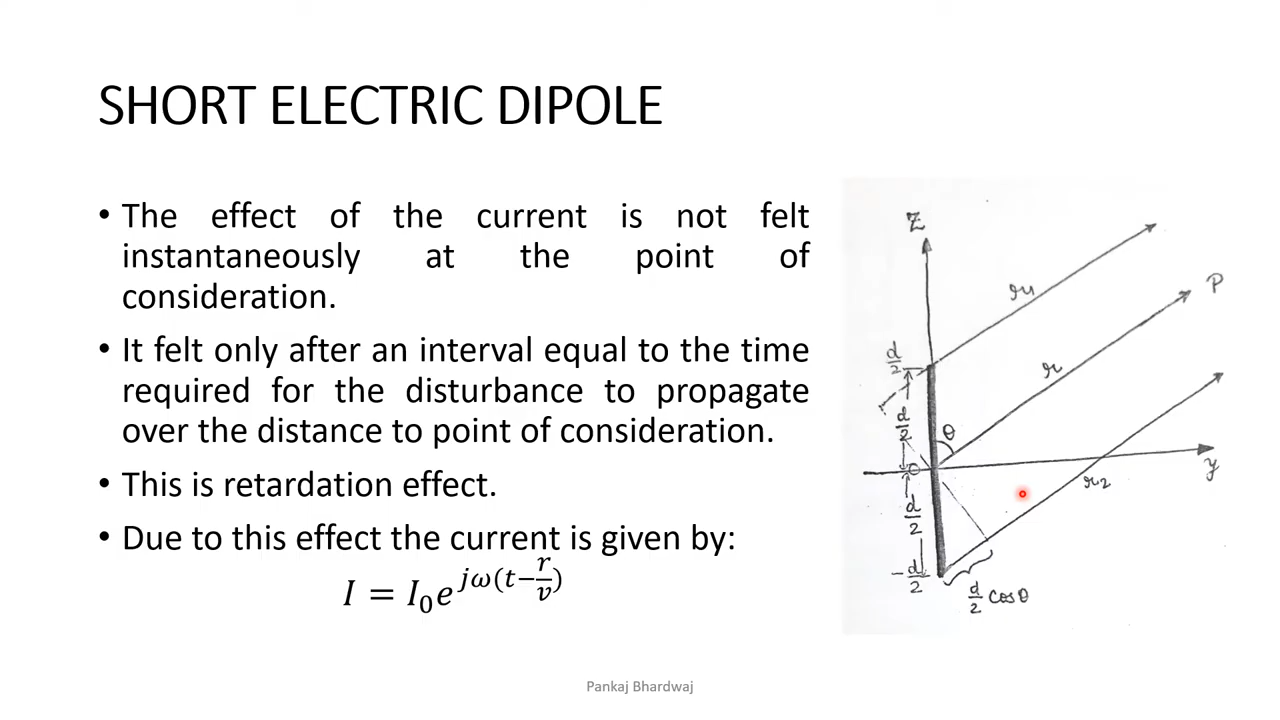 SHORT ELECTRIC DIPOLE
• The effect of the current is not felt
instantaneously at the point of
consideration.
• It felt only after an interval equal to the time
required for the disturbance to propagate
over the distance to point of consideration.
• This is retardation effect.
• Due to this effect the current is given by:
I = I₀e^{jω(t−r/v)}
Z
r1
P
r
d/2
θ
d/2
O
y
r2
d/2
-d/2
d/2 cosθ
Pankaj Bhardwaj